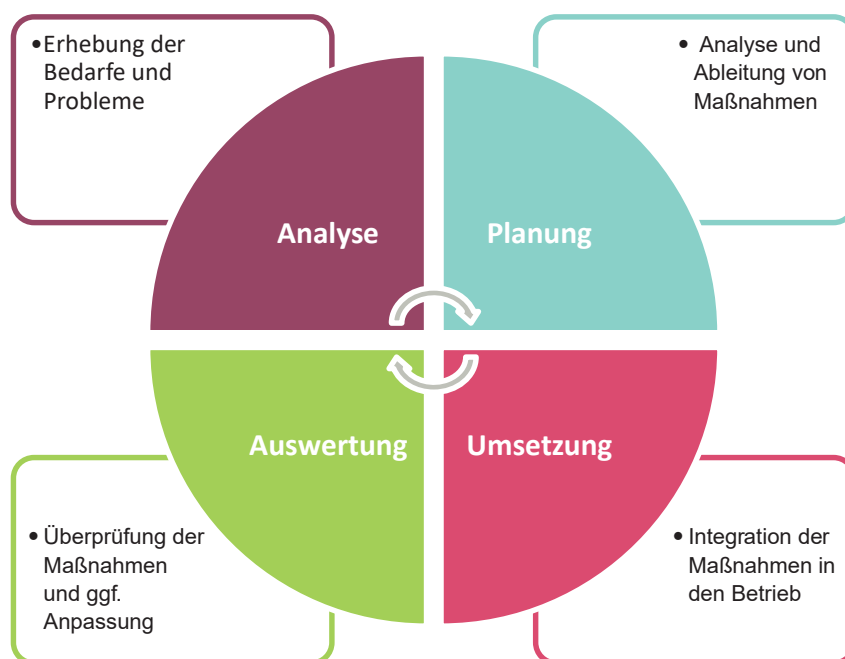 •Erhebung der
Bedarfe und
Probleme
• Analyse und
Ableitung von
Maßnahmen
Analyse
Planung
Auswertung
Umsetzung
• Überprüfung der
Maßnahmen
und ggf.
Anpassung
• Integration der
Maßnahmen in
den Betrieb